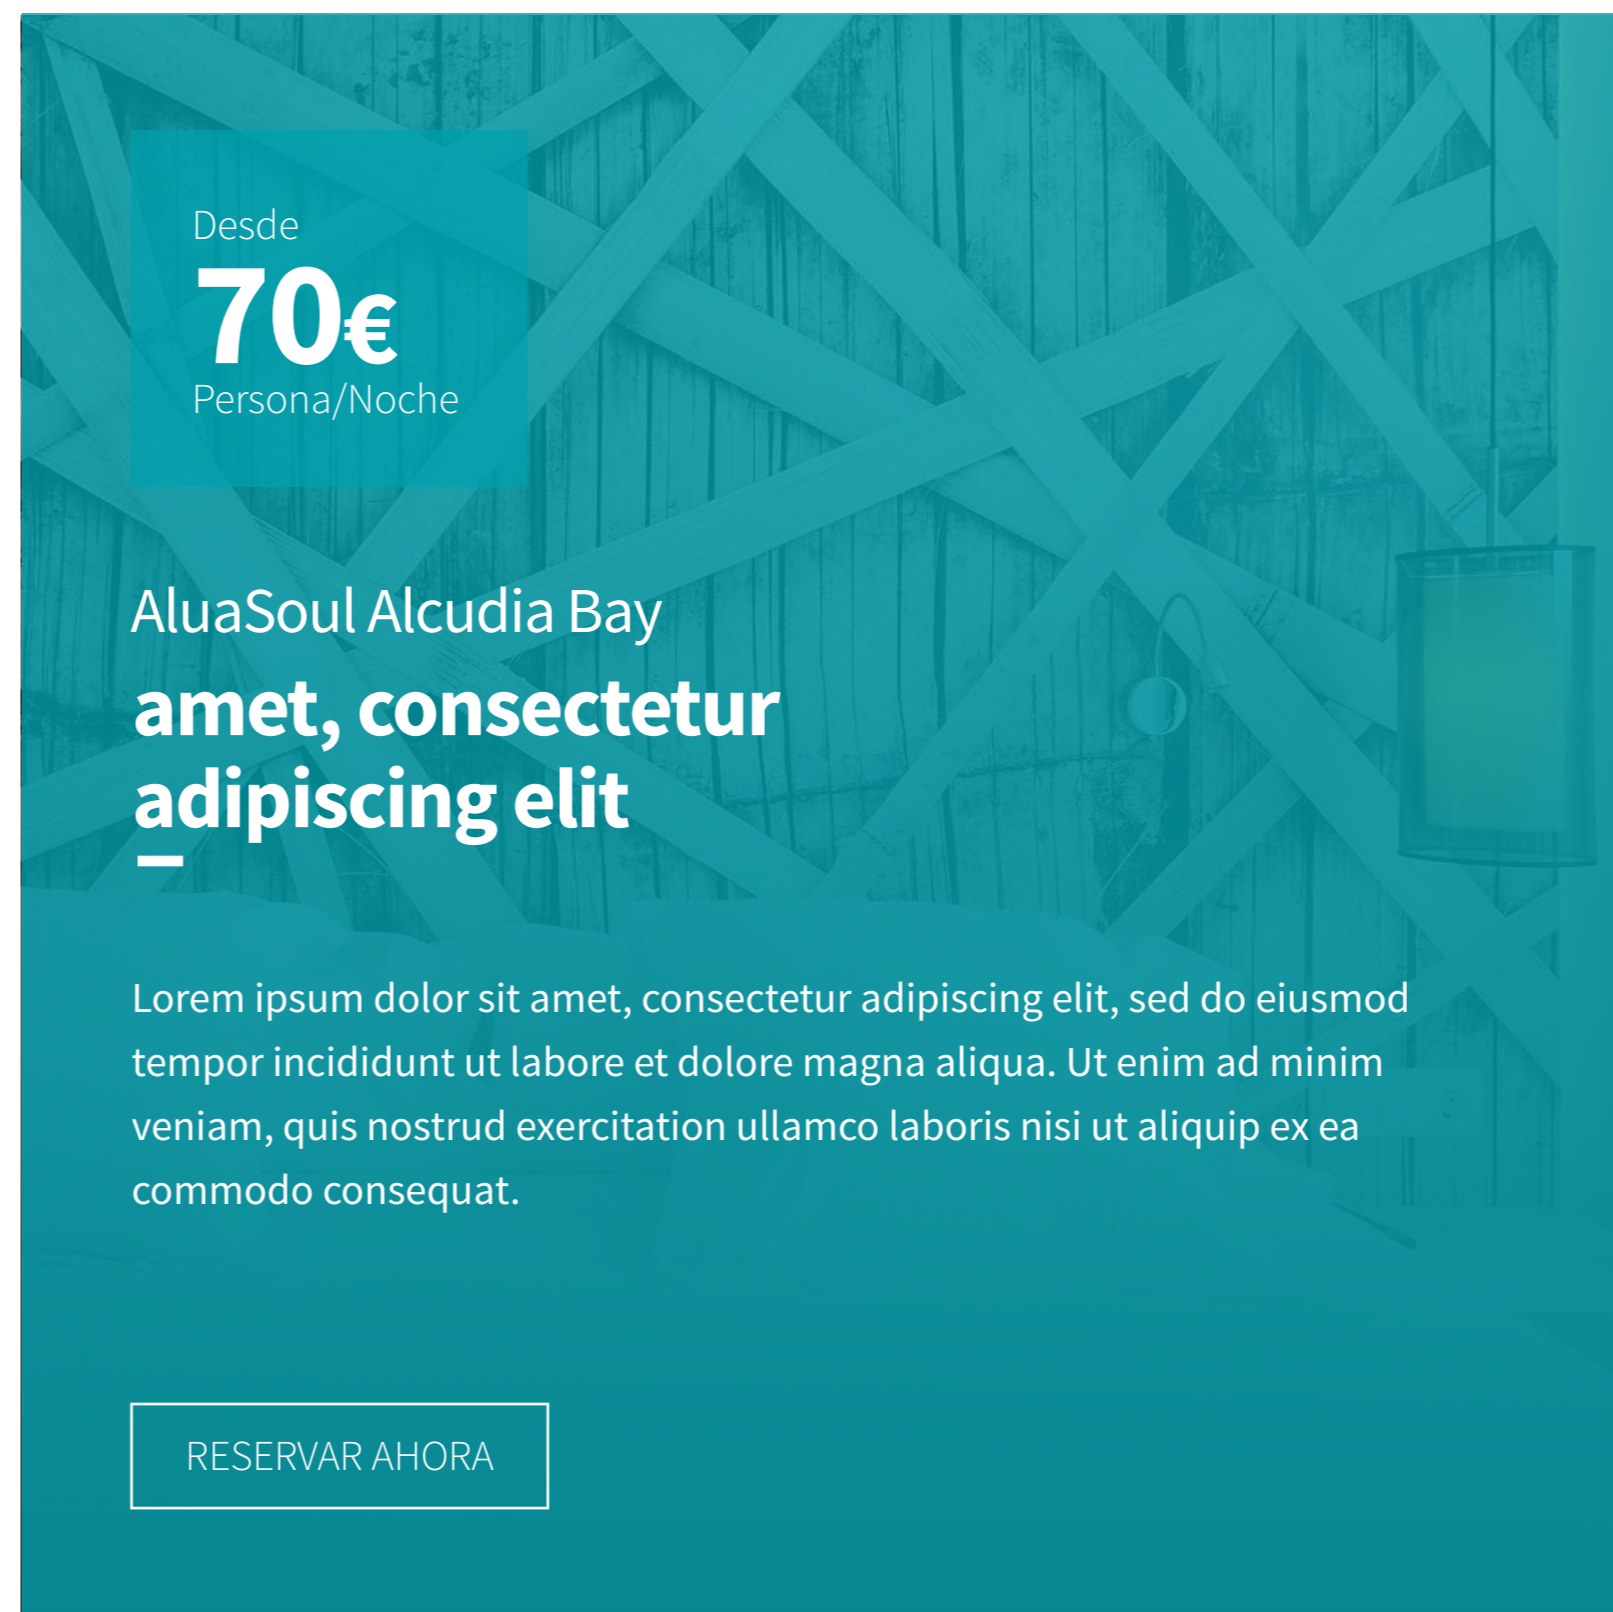 Desde
70€
Persona/Noche
AluaSoul Alcudia Bay
amet, consectetur
adipiscing elit
Lorem ipsum dolor sit amet, consectetur adipiscing elit, sed do eiusmod
tempor incididunt ut labore et dolore magna aliqua. Ut enim ad minim
veniam, quis nostrud exercitation ullamco laboris nisi ut aliquip ex ea
commodo consequat.
RESERVAR AHORA